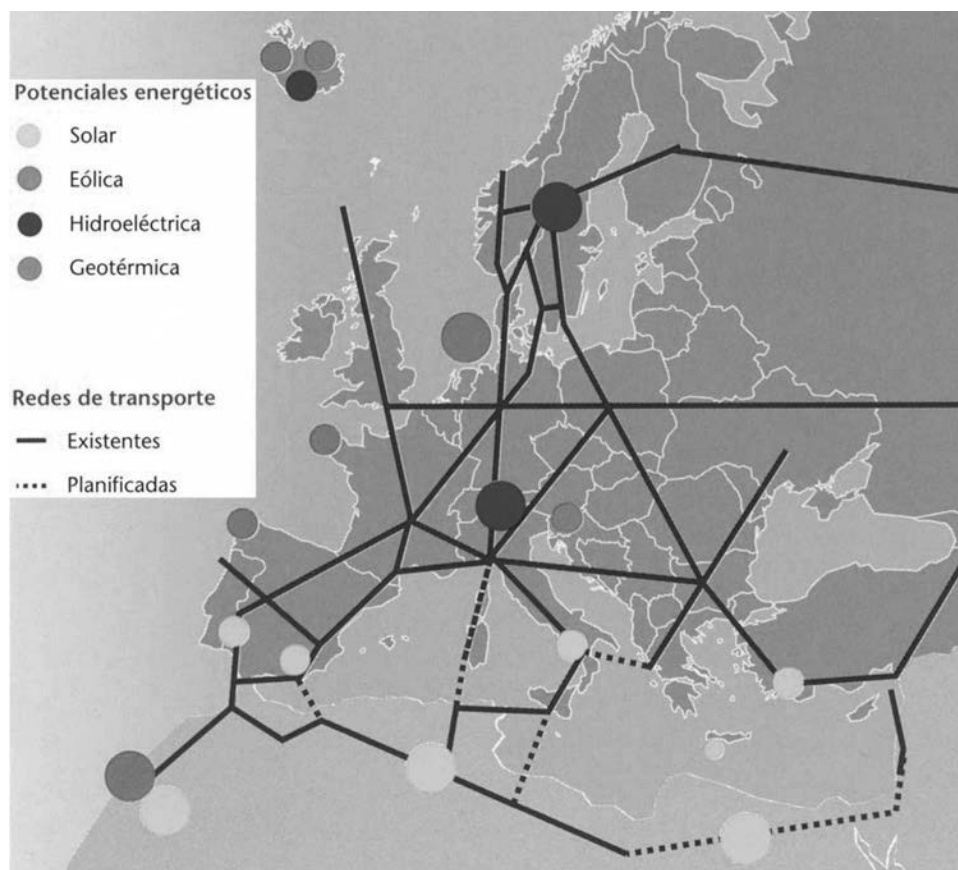 Potenciales energéticos
Solar
Eólica
Hidroeléctrica
Geotérmica
Redes de transporte
Existentes
Planificadas